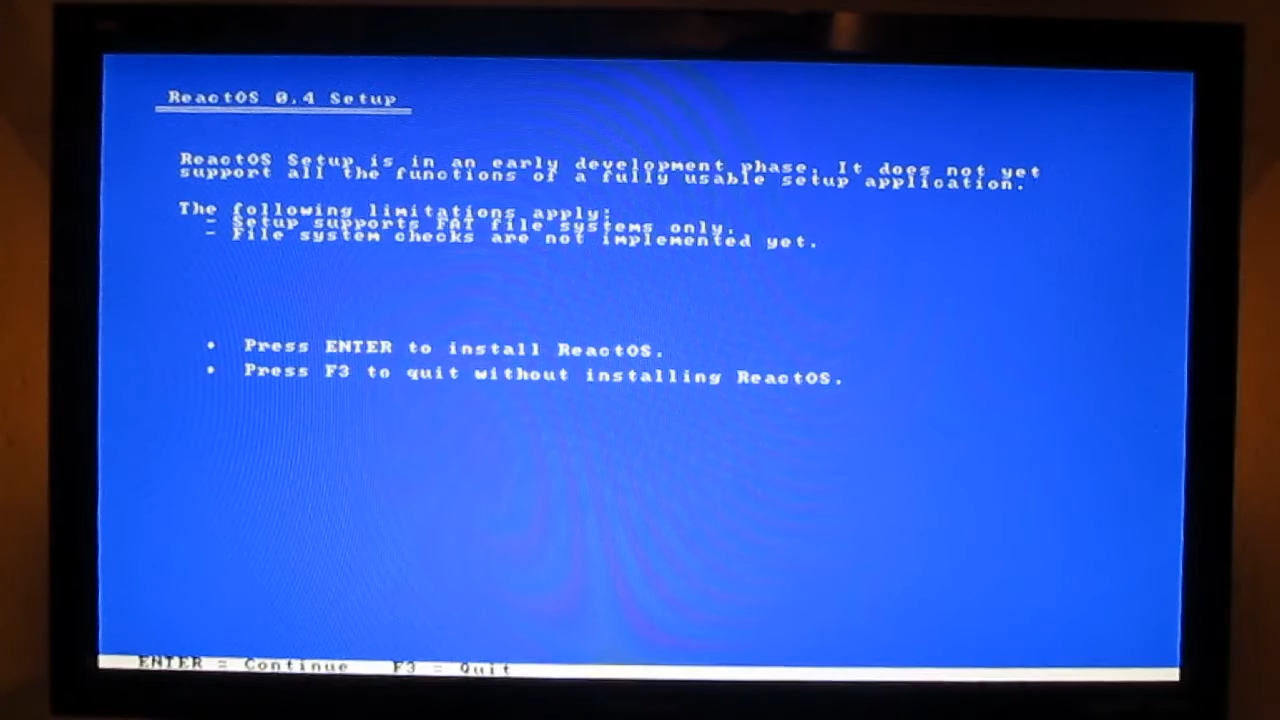 ReactOS 0.4 Setup
ReactOS Setup is in an early development phase. It does not yet
support all the functions of a fully usable setup application.
The following limitations apply:
- Setup supports FAT file systems only.
- File system checks are not implemented yet.
• Press ENTER to install ReactOS.
• Press F3 to quit without installing ReactOS.
ENTER = Continue F3 = Quit